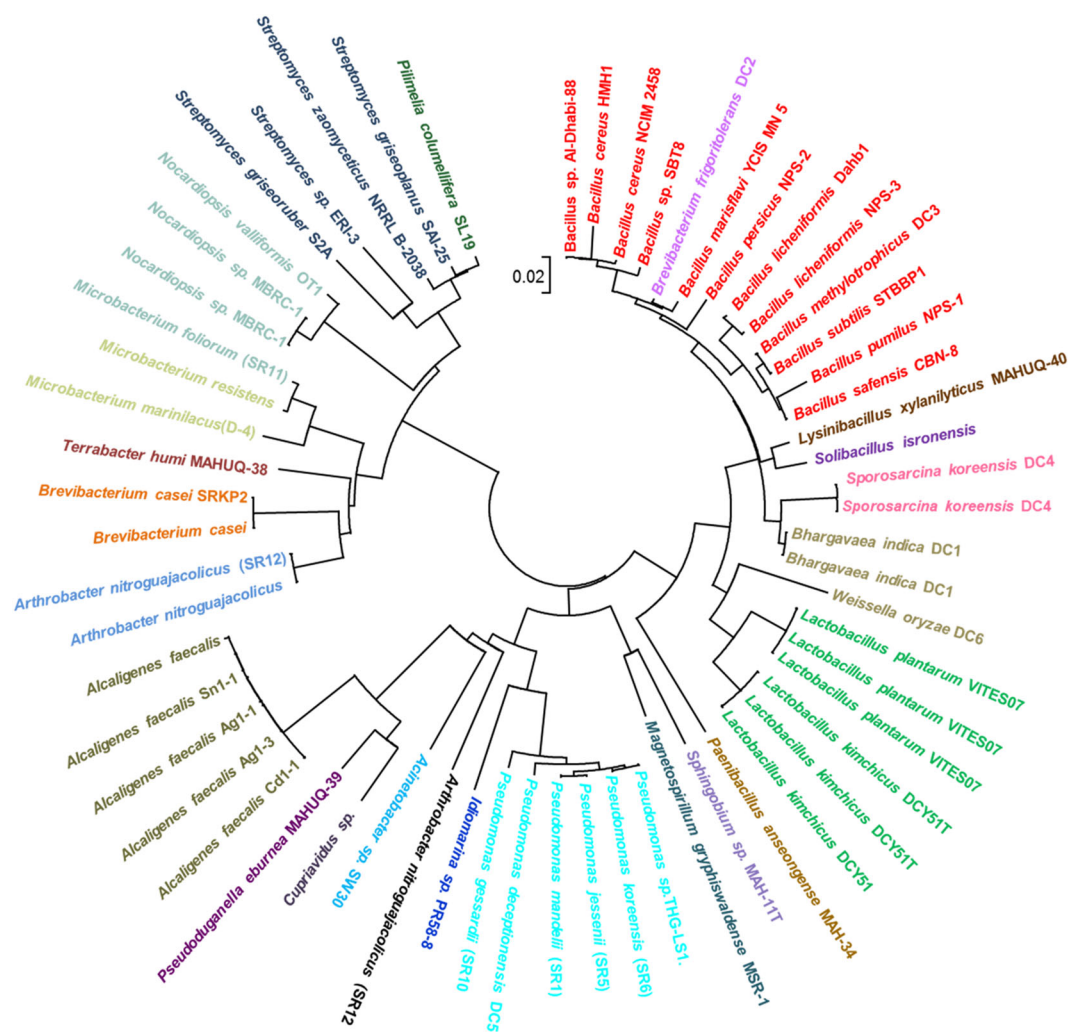 Bacillus sp. Al-Dhabi-88
Bacillus cereus HMH1
Bacillus cereus NCIM 2458
Bacillus sp. SBT8
Brevibacterium frigoritolerans DC2
Bacillus marisflavi YCIS MN 5
Bacillus persicus NPS-2
Bacillus licheniformis Dahb1
Bacillus licheniformis NPS-3
Bacillus methylotrophicus DC3
Bacillus subtilis STBBP1
Bacillus pumilus NPS-1
Bacillus safensis CBN-8
Lysinibacillus xylanilyticus MAHUQ-40
Solibacillus isronensis
Sporosarcina koreensis DC4
Sporosarcina koreensis DC4
Bhargavaea indica DC1
Bhargavaea indica DC1
Weissella oryzae DC6
Lactobacillus plantarum VITES07
Lactobacillus plantarum VITES07
Lactobacillus plantarum VITES07
Lactobacillus kimchicus DCY51T
Lactobacillus kimchicus DCY51T
Lactobacillus kimchicus DCY51
Paenibacillus anseongense MAH-34
Sphingobium sp. MAH-11T
Magnetospirillum gryphiswaldense MSR-1
Pseudomonas sp.THG-LS1.
Pseudomonas koreensis (SR6)
Pseudomonas jessenii (SR5)
Pseudomonas mandelii (SR1)
Pseudomonas deceptionensis DC5
Pseudomonas gessardii (SR10
Idiomarina sp. PR58-8
Arthrobacter nitroguajacolicus (SR12
Acinetobacter sp. SW30
Cupriavidus sp.
Pseudoduganella eburnea MAHUQ-39
Alcaligenes faecalis Cd1-1
Alcaligenes faecalis Ag1-3
Alcaligenes faecalis Ag1-1
Alcaligenes faecalis Sn1-1
Alcaligenes faecalis
Arthrobacter nitroguajacolicus
Arthrobacter nitroguajacolicus (SR12)
Brevibacterium casei
Brevibacterium casei SRKP2
Terrabacter humi MAHUQ-38
Microbacterium marinilacus(D-4)
Microbacterium resistens
Microbacterium foliorum (SR11)
Nocardiopsis sp. MBRC-1
Nocardiopsis sp. MBRC-1
Nocardiopsis valliformis OT1
Streptomyces griseoruber S2A
Streptomyces sp. ERI-3
Streptomyces zaomyceticus NRRL B-2038
Streptomyces griseoplanus SAI-25
Pilimelia columellifera SL19
0.02